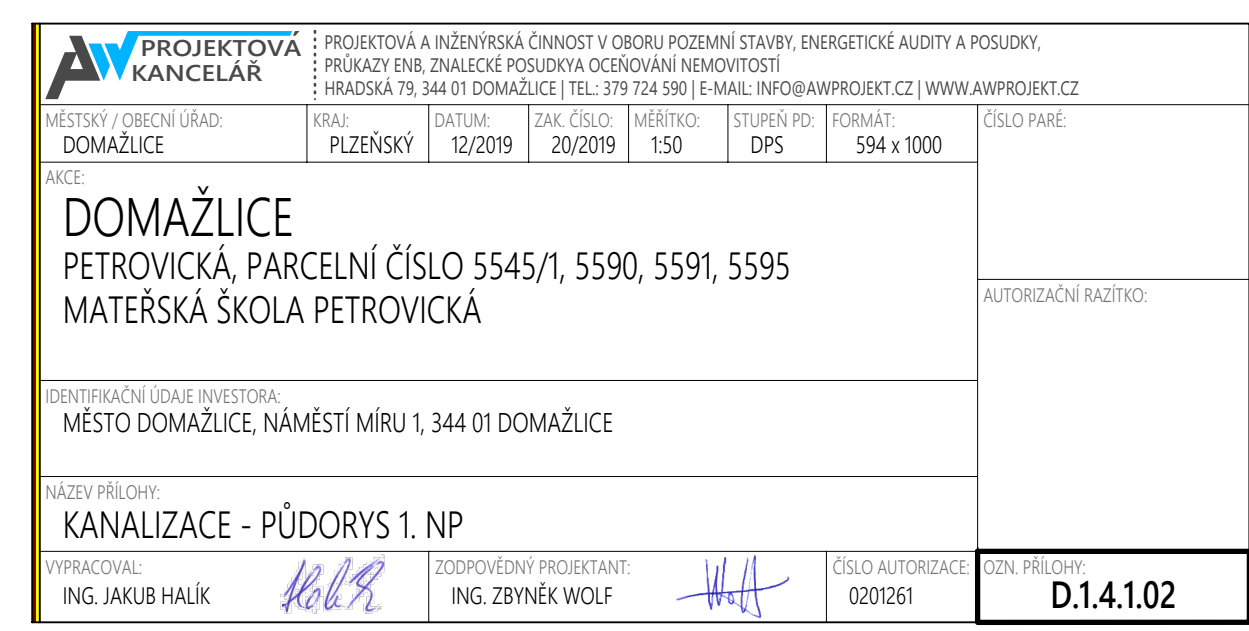 AW PROJEKTOVÁ
KANCELÁŘ
PROJEKTOVÁ A INŽENÝRSKÁ ČINNOST V OBORU POZEMNÍ STAVBY, ENERGETICKÉ AUDITY A POSUDKY,
PRŮKAZY ENB, ZNALECKÉ POSUDKYA OCEŇOVÁNÍ NEMOVITOSTÍ
HRADSKÁ 79, 344 01 DOMAŽLICE | TEL.: 379 724 590 | E-MAIL: INFO@AWPROJEKT.CZ | WWW.AWPROJEKT.CZ
MĚSTSKÝ / OBECNÍ ÚŘAD: KRAJ: DATUM: ZAK. ČÍSLO: MĚŘÍTKO: STUPEŇ PD: FORMÁT: ČÍSLO PARÉ:
DOMAŽLICE PLZEŇSKÝ 12/2019 20/2019 1:50 DPS 594 x 1000
AKCE:
DOMAŽLICE
PETROVICKÁ, PARCELNÍ ČÍSLO 5545/1, 5590, 5591, 5595
MATEŘSKÁ ŠKOLA PETROVICKÁ
AUTORIZAČNÍ RAZÍTKO:
IDENTIFIKAČNÍ ÚDAJE INVESTORA:
MĚSTO DOMAŽLICE, NÁMĚSTÍ MÍRU 1, 344 01 DOMAŽLICE
NÁZEV PŘÍLOHY:
KANALIZACE - PŮDORYS 1. NP
VYPRACOVAL: ZODPOVĚDNÝ PROJEKTANT: ČÍSLO AUTORIZACE: OZN. PŘÍLOHY:
ING. JAKUB HALÍK ING. ZBYNĚK WOLF 0201261 D.1.4.1.02